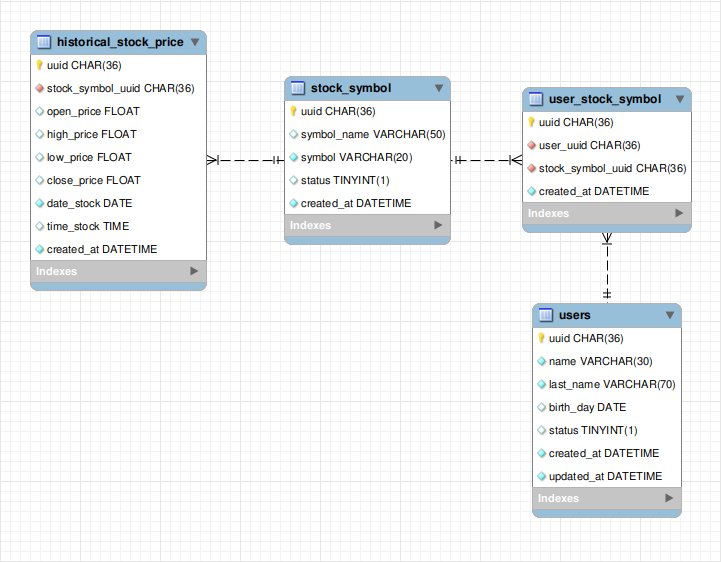 historical_stock_price
uuid CHAR(36)
stock_symbol_uuid CHAR(36)
open_price FLOAT
high_price FLOAT
low_price FLOAT
close_price FLOAT
date_stock DATE
time_stock TIME
created_at DATETIME
Indexes
stock_symbol
uuid CHAR(36)
symbol_name VARCHAR(50)
symbol VARCHAR(20)
status TINYINT(1)
created_at DATETIME
Indexes
user_stock_symbol
uuid CHAR(36)
user_uuid CHAR(36)
stock_symbol_uuid CHAR(36)
created_at DATETIME
Indexes
users
uuid CHAR(36)
name VARCHAR(30)
last_name VARCHAR(70)
birth_day DATE
status TINYINT(1)
created_at DATETIME
updated_at DATETIME
Indexes